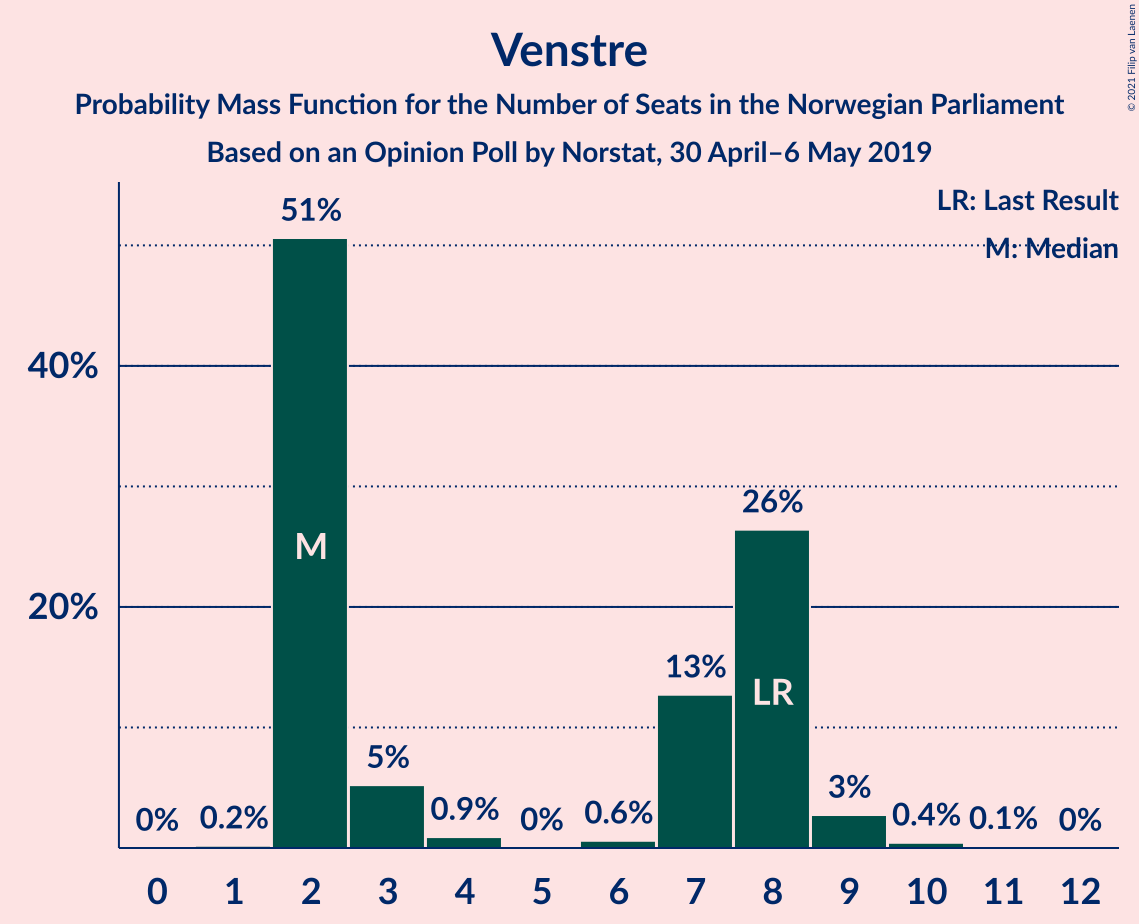 © 2021 Filip van Laenen
Venstre
Probability Mass Function for the Number of Seats in the Norwegian Parliament
Based on an Opinion Poll by Norstat, 30 April–6 May 2019
LR: Last Result
M: Median
51%
40%
26%
M
20%
13%
LR
5%
3%
0% 0.2% 0.9% 0% 0.6% 0.4% 0.1% 0%
0 1 2 3 4 5 6 7 8 9 10 11 12